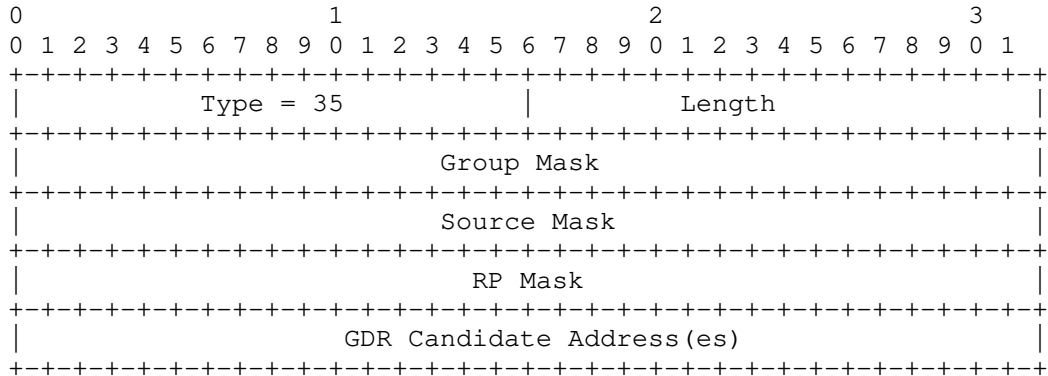 0                   1                   2                   3
0 1 2 3 4 5 6 7 8 9 0 1 2 3 4 5 6 7 8 9 0 1 2 3 4 5 6 7 8 9 0 1
+-+-+-+-+-+-+-+-+-+-+-+-+-+-+-+-+-+-+-+-+-+-+-+-+-+-+-+-+-+-+-+-+
|           Type = 35           |         Length                |
+-+-+-+-+-+-+-+-+-+-+-+-+-+-+-+-+-+-+-+-+-+-+-+-+-+-+-+-+-+-+-+-+
|                          Group Mask                           |
+-+-+-+-+-+-+-+-+-+-+-+-+-+-+-+-+-+-+-+-+-+-+-+-+-+-+-+-+-+-+-+-+
|                          Source Mask                          |
+-+-+-+-+-+-+-+-+-+-+-+-+-+-+-+-+-+-+-+-+-+-+-+-+-+-+-+-+-+-+-+-+
|                            RP Mask                            |
+-+-+-+-+-+-+-+-+-+-+-+-+-+-+-+-+-+-+-+-+-+-+-+-+-+-+-+-+-+-+-+-+
|                    GDR Candidate Address(es)                  |
+-+-+-+-+-+-+-+-+-+-+-+-+-+-+-+-+-+-+-+-+-+-+-+-+-+-+-+-+-+-+-+-+